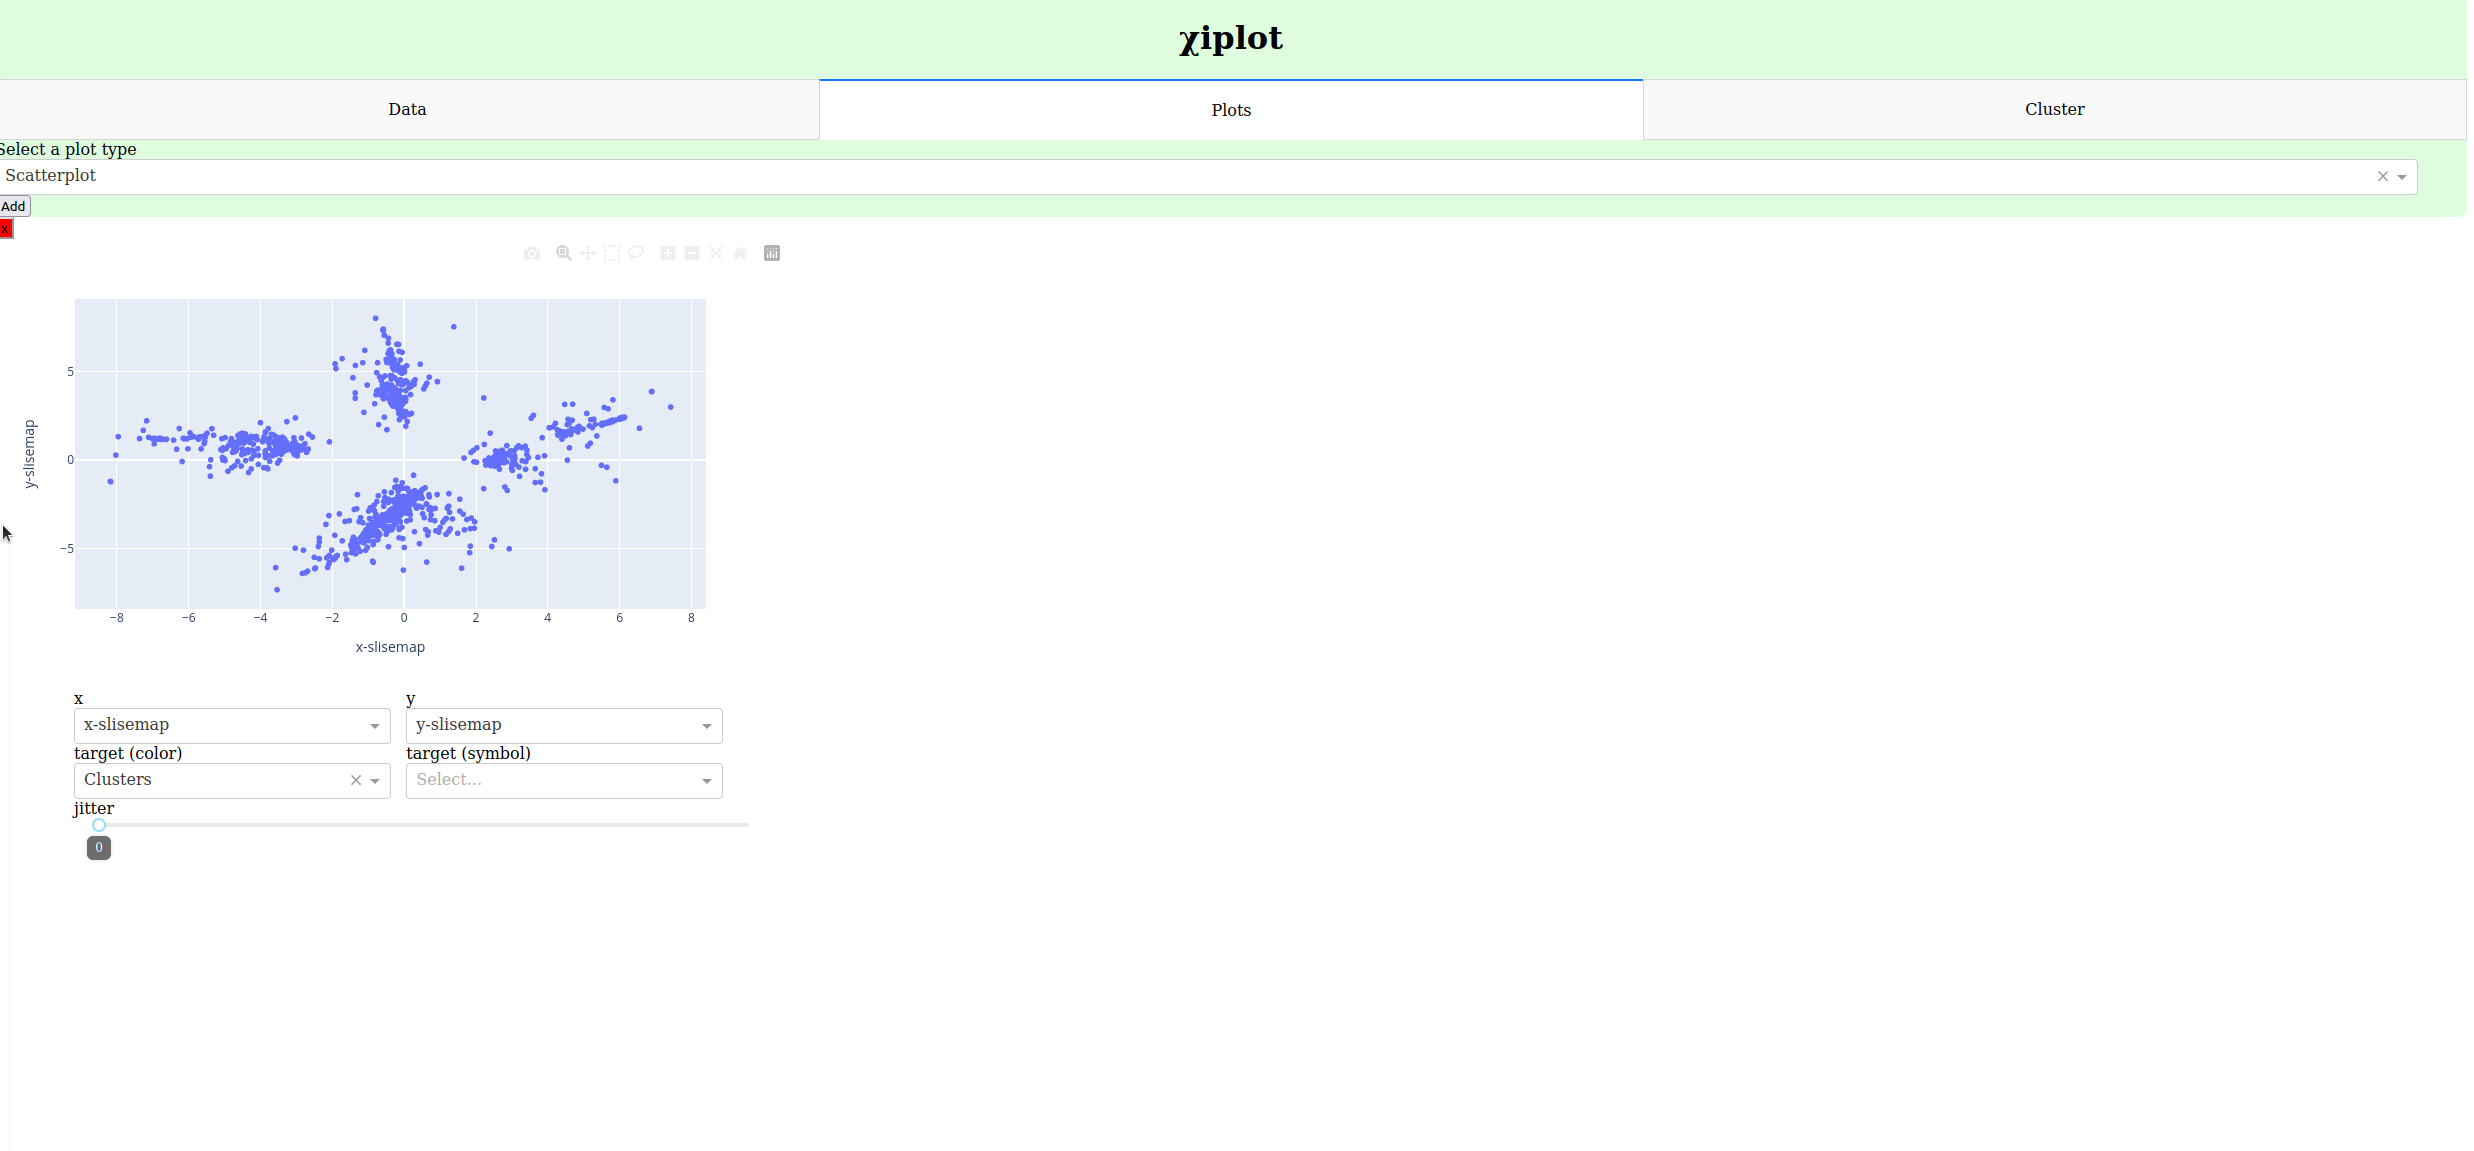 χiplot
Data Plots Cluster
Select a plot type
Scatterplot
Add
x
5
0
−5
y-slisemap
−8 −6 −4 −2 0 2 4 6 8
x-slisemap
x y
x-slisemap y-slisemap
target (color) target (symbol)
Clusters Select...
jitter
0